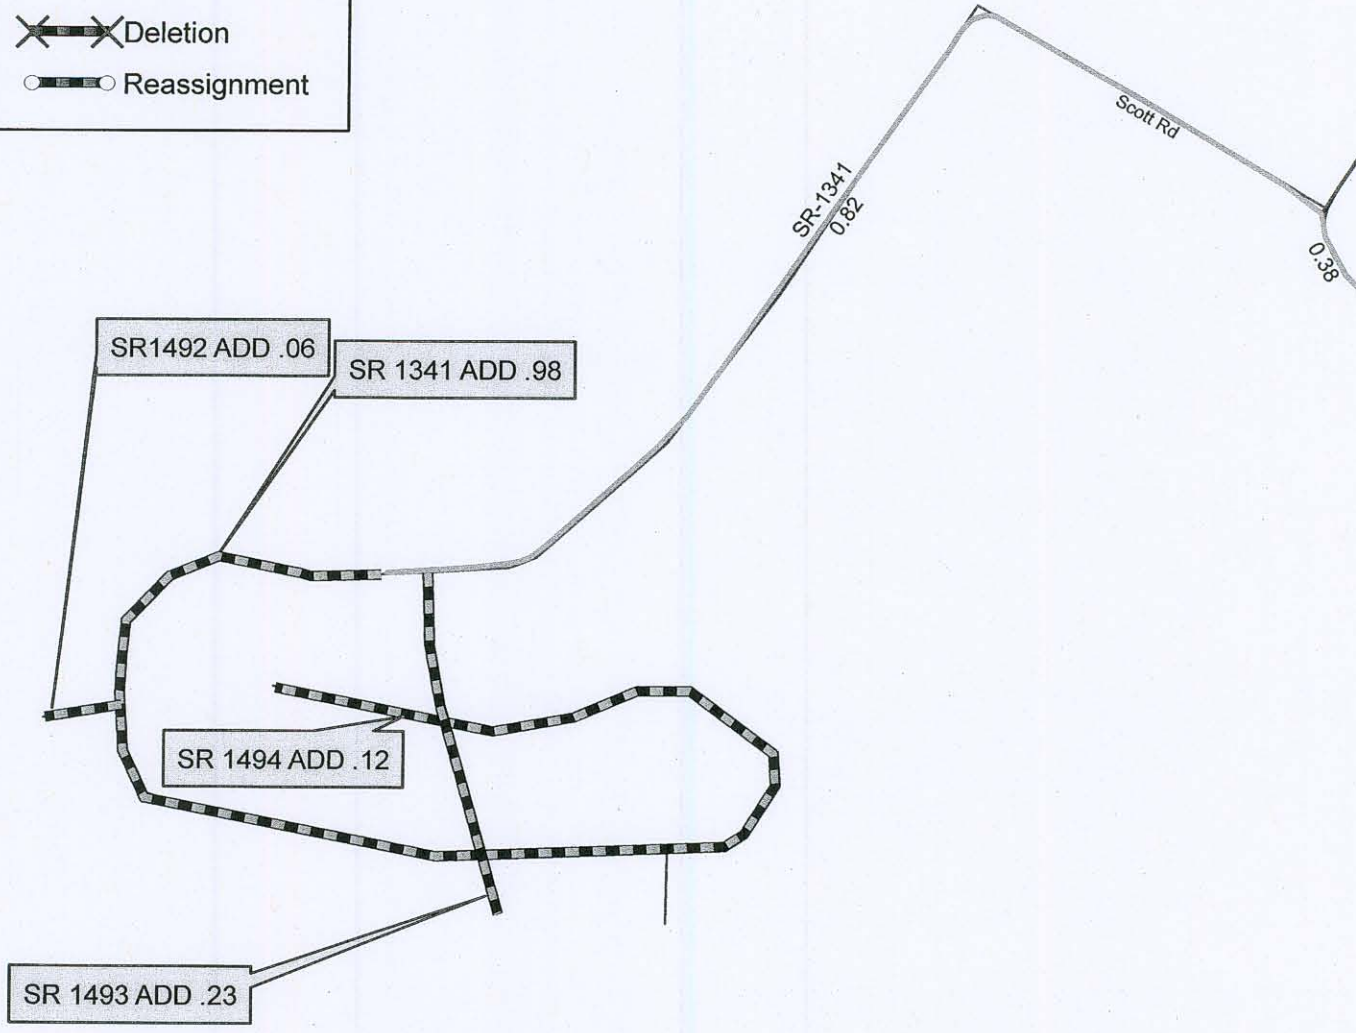 Deletion
Reassignment
Scott Rd
SR-1341
0.82
0.38
SR1492 ADD .06
SR 1341 ADD .98
SR 1494 ADD .12
SR 1493 ADD .23